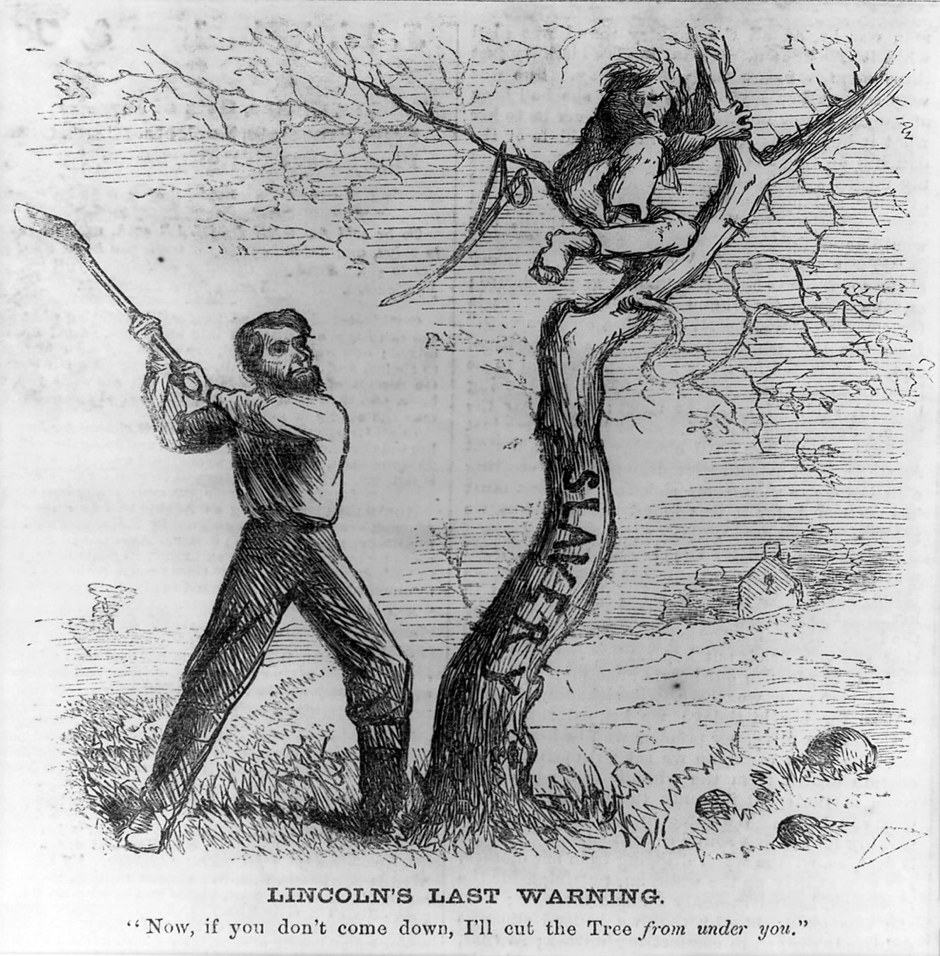 SLAVERY
LINCOLN'S LAST WARNING.
“Now, if you don't come down, I'll cut the Tree from under you.”